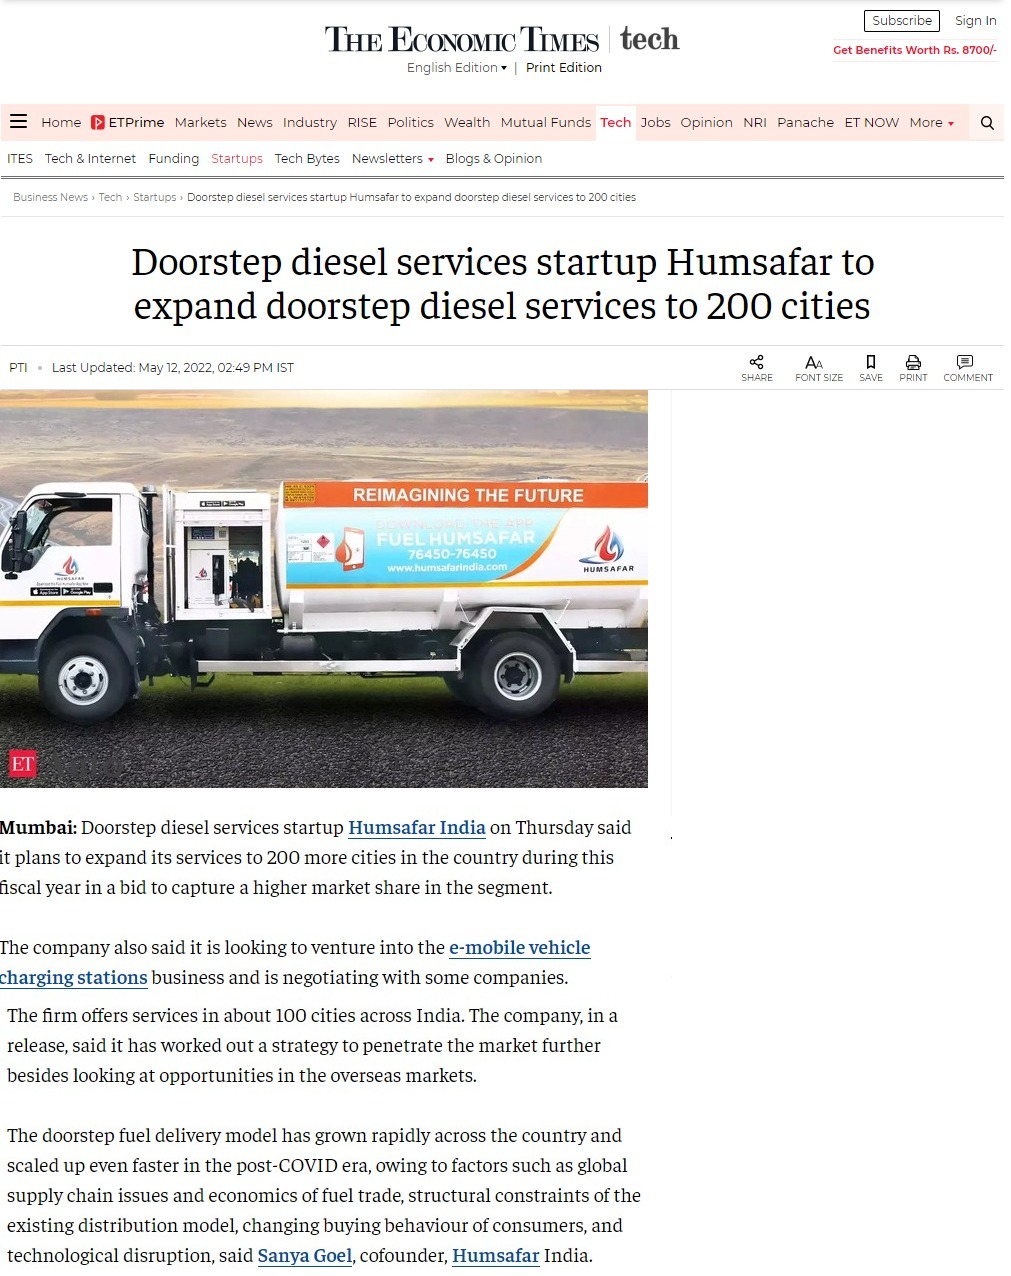 THE ECONOMIC TIMES | tech
Subscribe Sign In
Get Benefits Worth Rs. 8700/-
English Edition | Print Edition
Home ETPrime Markets News Industry RISE Politics Wealth Mutual Funds Tech Jobs Opinion NRI Panache ET NOW More
ITES Tech & Internet Funding Startups Tech Bytes Newsletters Blogs & Opinion
Business News › Tech › Startups › Doorstep diesel services startup Humsafar to expand doorstep diesel services to 200 cities
Doorstep diesel services startup Humsafar to
expand doorstep diesel services to 200 cities
PTI • Last Updated: May 12, 2022, 02:49 PM IST
SHARE FONT SIZE SAVE PRINT COMMENT
REIMAGINING THE FUTURE
DOWNLOAD THE APP
FUEL HUMSAFAR
76450-76450
www.humsafarindia.com
HUMSAFAR
HUMSAFAR
App Store Google Play
ET
Mumbai: Doorstep diesel services startup Humsafar India on Thursday said
it plans to expand its services to 200 more cities in the country during this
fiscal year in a bid to capture a higher market share in the segment.
The company also said it is looking to venture into the e-mobile vehicle
charging stations business and is negotiating with some companies.
The firm offers services in about 100 cities across India. The company, in a
release, said it has worked out a strategy to penetrate the market further
besides looking at opportunities in the overseas markets.
The doorstep fuel delivery model has grown rapidly across the country and
scaled up even faster in the post-COVID era, owing to factors such as global
supply chain issues and economics of fuel trade, structural constraints of the
existing distribution model, changing buying behaviour of consumers, and
technological disruption, said Sanya Goel, cofounder, Humsafar India.